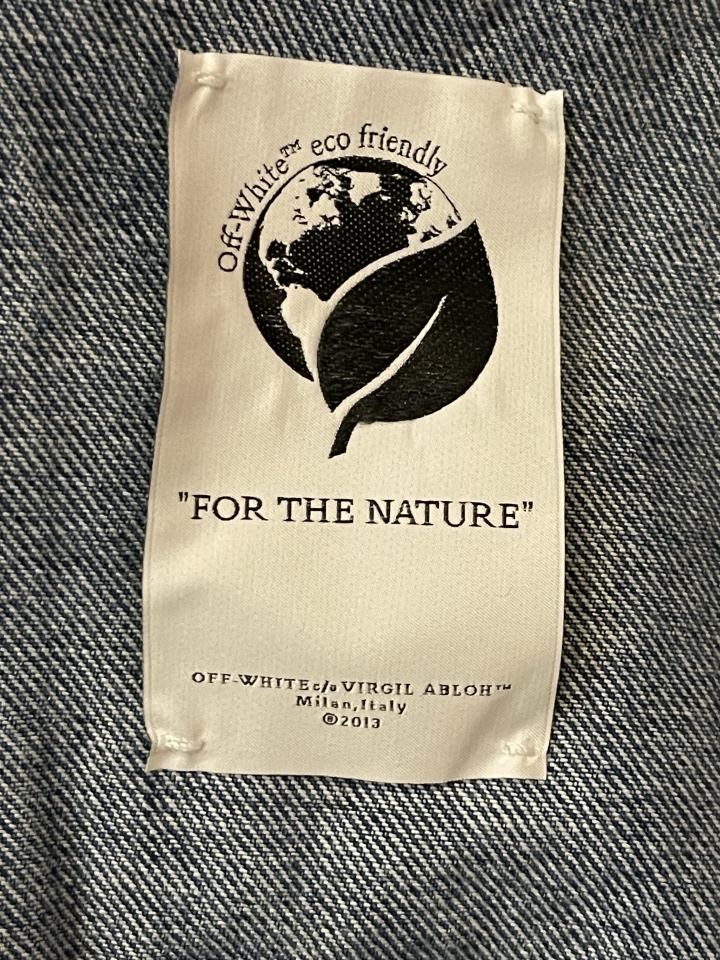 Off-White™ eco friendly
"FOR THE NATURE"
OFF-WHITE c/o VIRGIL ABLOH™
Milan, Italy
©2013